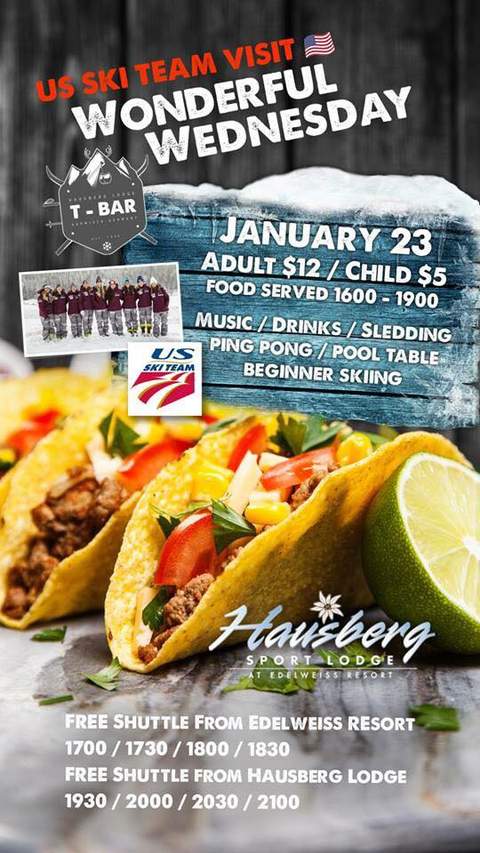 US SKI TEAM VISIT
WONDERFUL
WEDNESDAY
HAUSBERG LODGE
T - BAR
JANUARY 23
ADULT $12 / CHILD $5
FOOD SERVED 1600 - 1900
MUSIC / DRINKS / SLEDDING
PING PONG / POOL TABLE
BEGINNER SKIING
US
SKI TEAM
Hausberg
SPORT LODGE
AT EDELWEISS RESORT
FREE SHUTTLE FROM EDELWEISS RESORT
1700 / 1730 / 1800 / 1830
FREE SHUTTLE FROM HAUSBERG LODGE
1930 / 2000 / 2030 / 2100